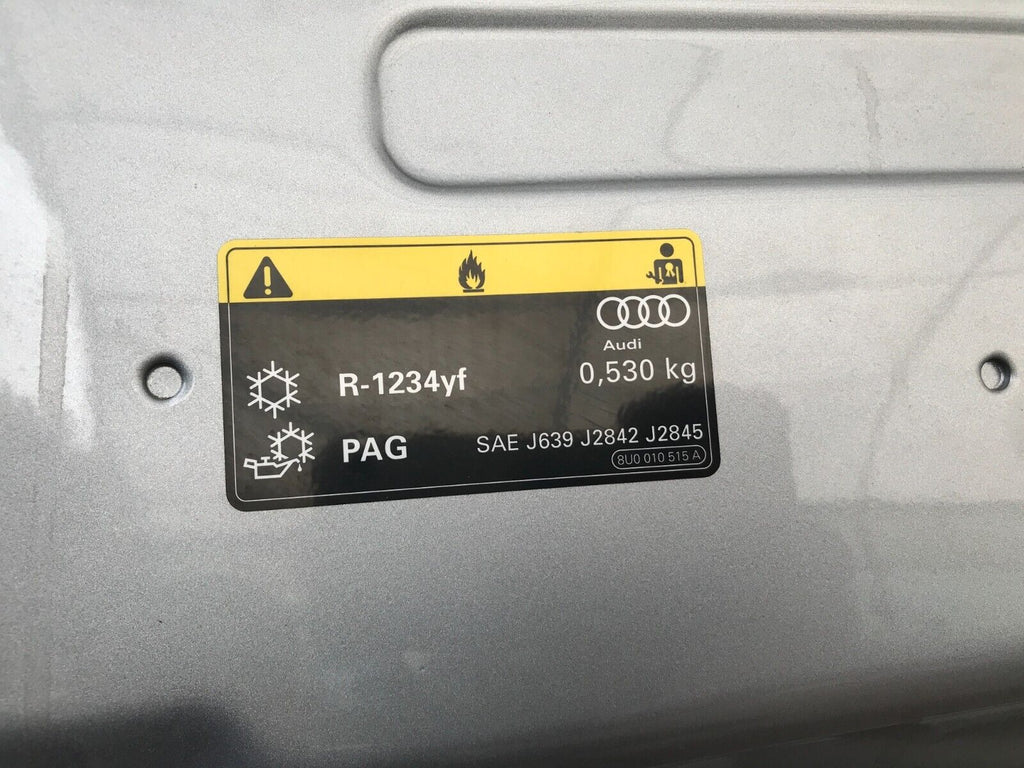 Audi
R-1234yf
0,530 kg
PAG
SAE J639 J2842 J2845
8U0 010 515 A